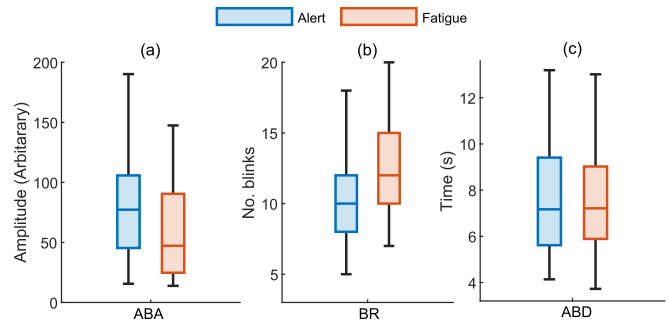 Alert
Fatigue
(a)
(b)
(c)
Amplitude (Arbitarary)
200
150
100
50
0
ABA
No. blinks
20
15
10
5
BR
Time (s)
12
10
8
6
4
ABD